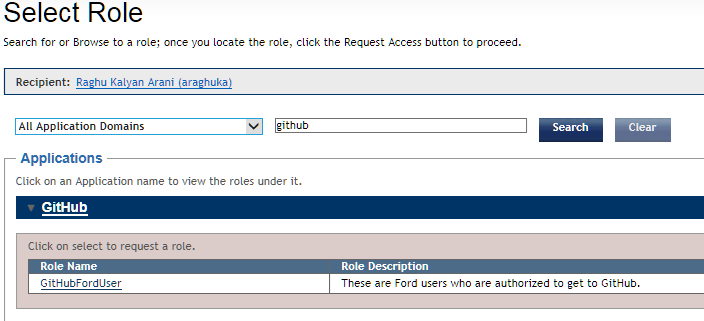 Select Role
Search for or Browse to a role; once you locate the role, click the Request Access button to proceed.
Recipient: Raghu Kalyan Arani (araghuka)
All Application Domains github Search Clear
Applications
Click on an Application name to view the roles under it.
GitHub
Click on select to request a role.
Role Name Role Description
GitHubFordUser These are Ford users who are authorized to get to GitHub.